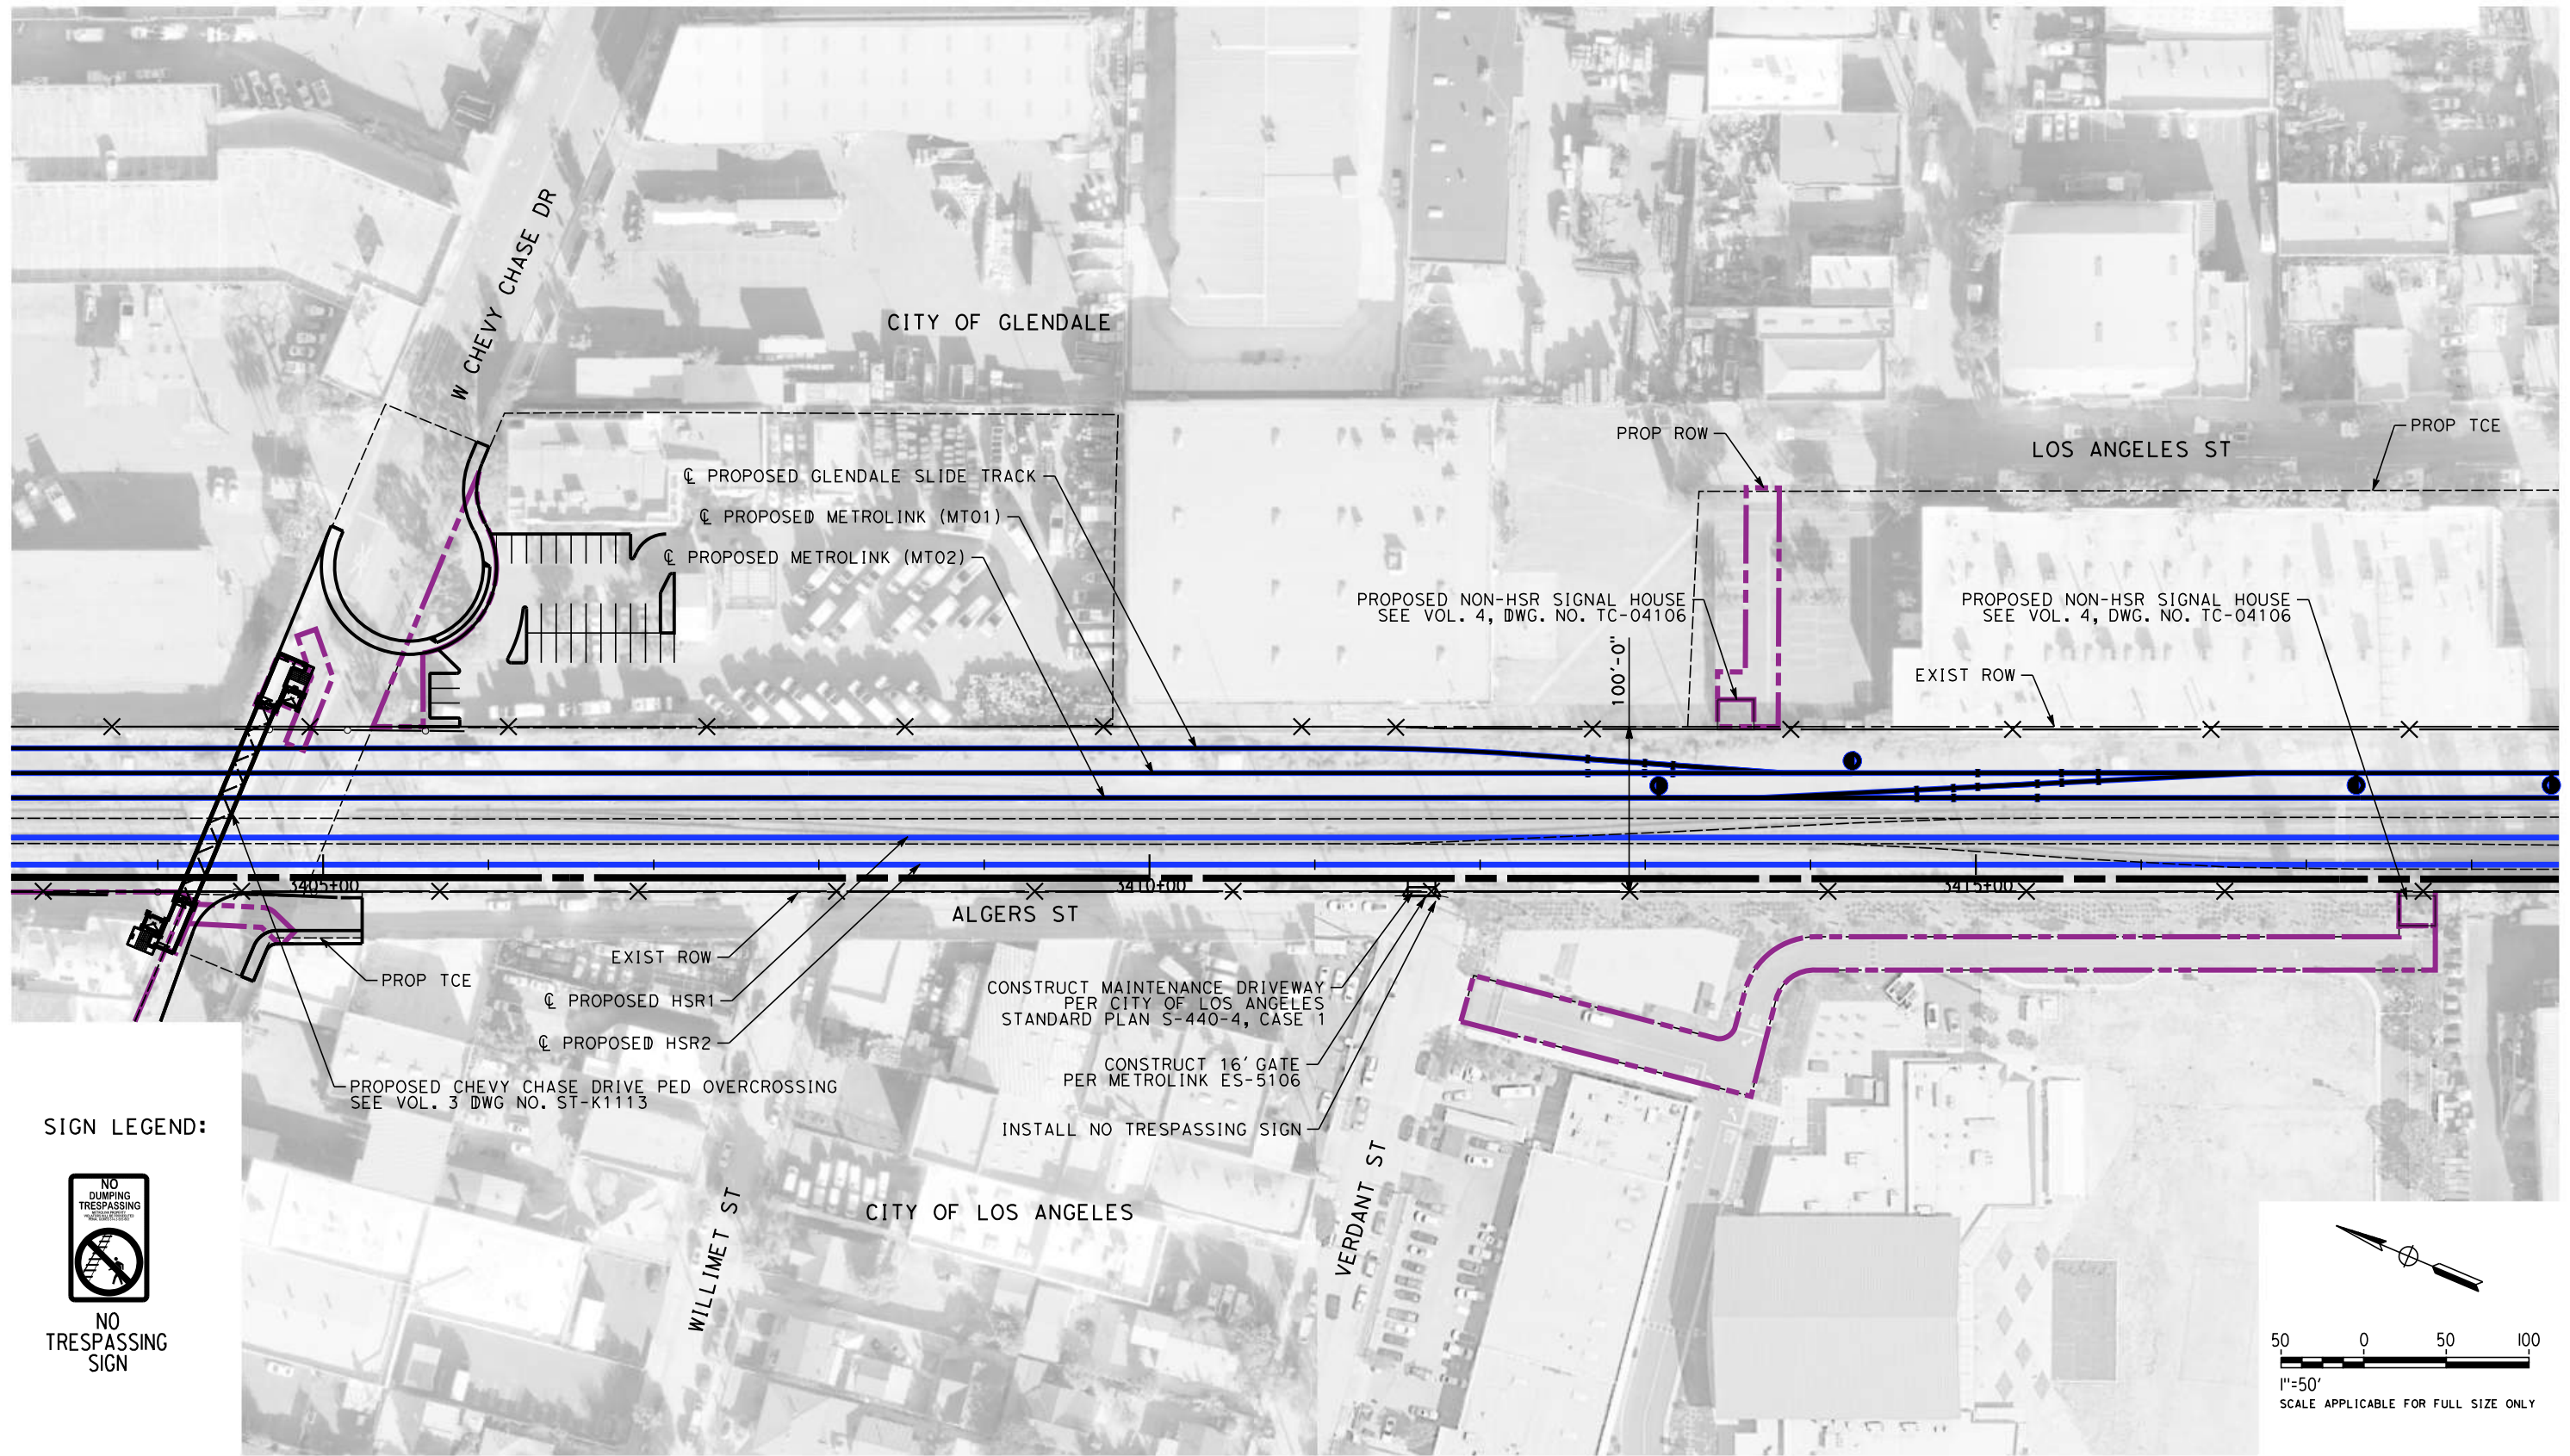 W CHEVY CHASE DR
CITY OF GLENDALE
PROP ROW
LOS ANGELES ST
PROP TCE
℄ PROPOSED GLENDALE SLIDE TRACK
℄ PROPOSED METROLINK (MT01)
℄ PROPOSED METROLINK (MT02)
PROPOSED NON-HSR SIGNAL HOUSE
SEE VOL. 4, DWG. NO. TC-04106
PROPOSED NON-HSR SIGNAL HOUSE
SEE VOL. 4, DWG. NO. TC-04106
100'-0"
EXIST ROW
3405+00
3410+00
3415+00
ALGERS ST
EXIST ROW
PROP TCE
℄ PROPOSED HSR1
℄ PROPOSED HSR2
CONSTRUCT MAINTENANCE DRIVEWAY
PER CITY OF LOS ANGELES
STANDARD PLAN S-440-4, CASE 1
CONSTRUCT 16' GATE
PER METROLINK ES-5106
INSTALL NO TRESPASSING SIGN
PROPOSED CHEVY CHASE DRIVE PED OVERCROSSING
SEE VOL. 3 DWG NO. ST-K1113
SIGN LEGEND:
NO
DUMPING
TRESPASSING
NO
TRESPASSING
SIGN
WILLIMET ST
CITY OF LOS ANGELES
VERDANT ST
50 0 50 100
1"=50'
SCALE APPLICABLE FOR FULL SIZE ONLY